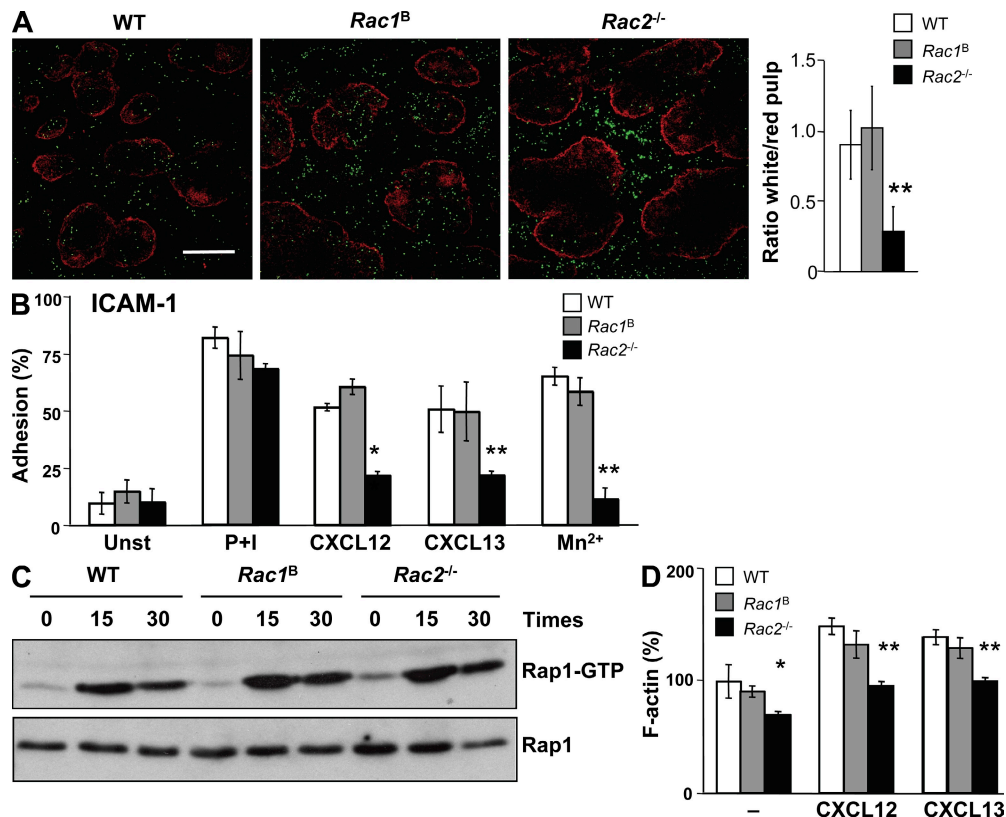 A
WT
Rac1ᴮ
Rac2⁻/⁻
WT
Rac1ᴮ
Rac2⁻/⁻
Ratio white/red pulp
1.5
1.0
0.5
0
**
B
ICAM-1
WT
Rac1ᴮ
Rac2⁻/⁻
Adhesion (%)
100
75
50
25
0
* ** **
Unst P+I CXCL12 CXCL13 Mn²⁺
C
WT Rac1ᴮ Rac2⁻/⁻
0 15 30 0 15 30 0 15 30 Times
Rap1-GTP
Rap1
D
WT
Rac1ᴮ
Rac2⁻/⁻
F-actin (%)
200
100
0
* ** **
– CXCL12 CXCL13